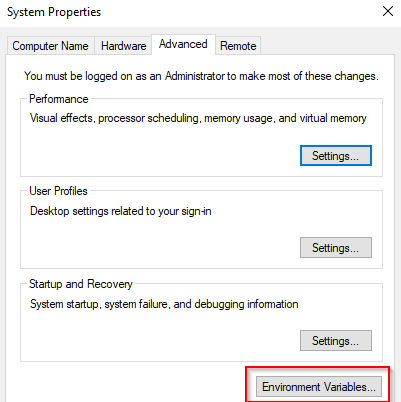 System Properties
Computer Name Hardware Advanced Remote
You must be logged on as an Administrator to make most of these changes.
Performance
Visual effects, processor scheduling, memory usage, and virtual memory
Settings...
User Profiles
Desktop settings related to your sign-in
Settings...
Startup and Recovery
System startup, system failure, and debugging information
Settings...
Environment Variables...